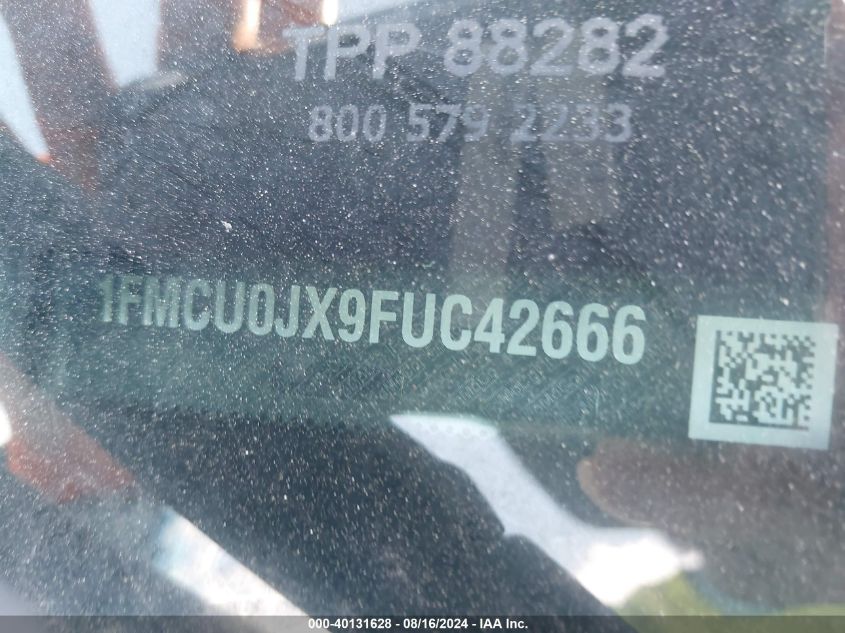 TPP 88282
800 579 2233
1FMCU0JX9FUC42666
000-40131628 - 08/16/2024 - IAA Inc.